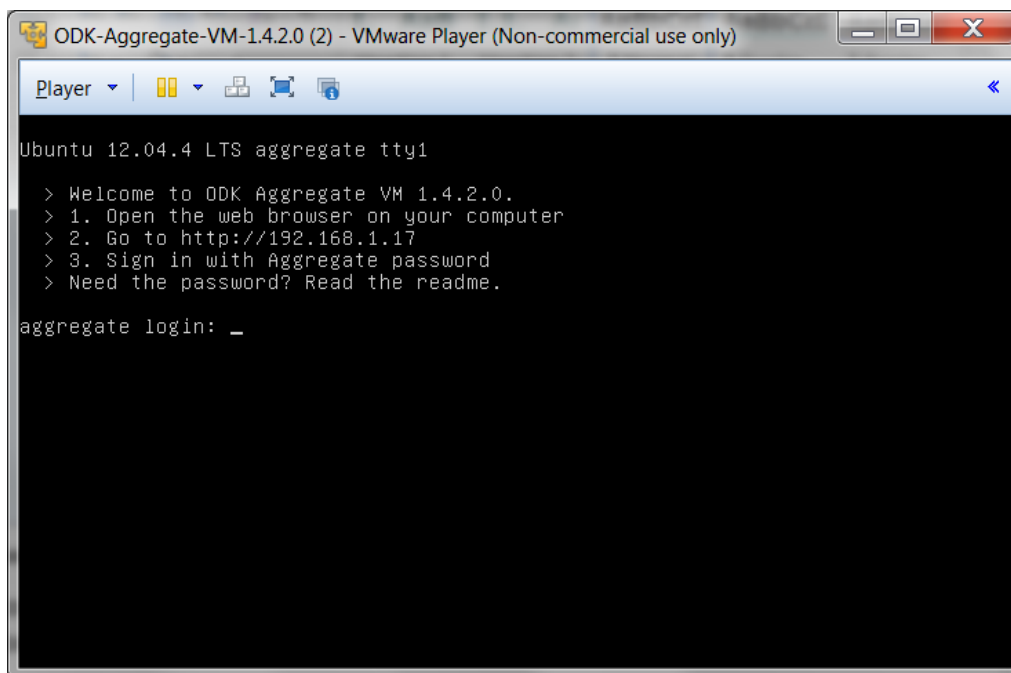 ODK-Aggregate-VM-1.4.2.0 (2) - VMware Player (Non-commercial use only)
Player
Ubuntu 12.04.4 LTS aggregate tty1
> Welcome to ODK Aggregate VM 1.4.2.0.
> 1. Open the web browser on your computer
> 2. Go to http://192.168.1.17
> 3. Sign in with Aggregate password
> Need the password? Read the readme.
aggregate login: _